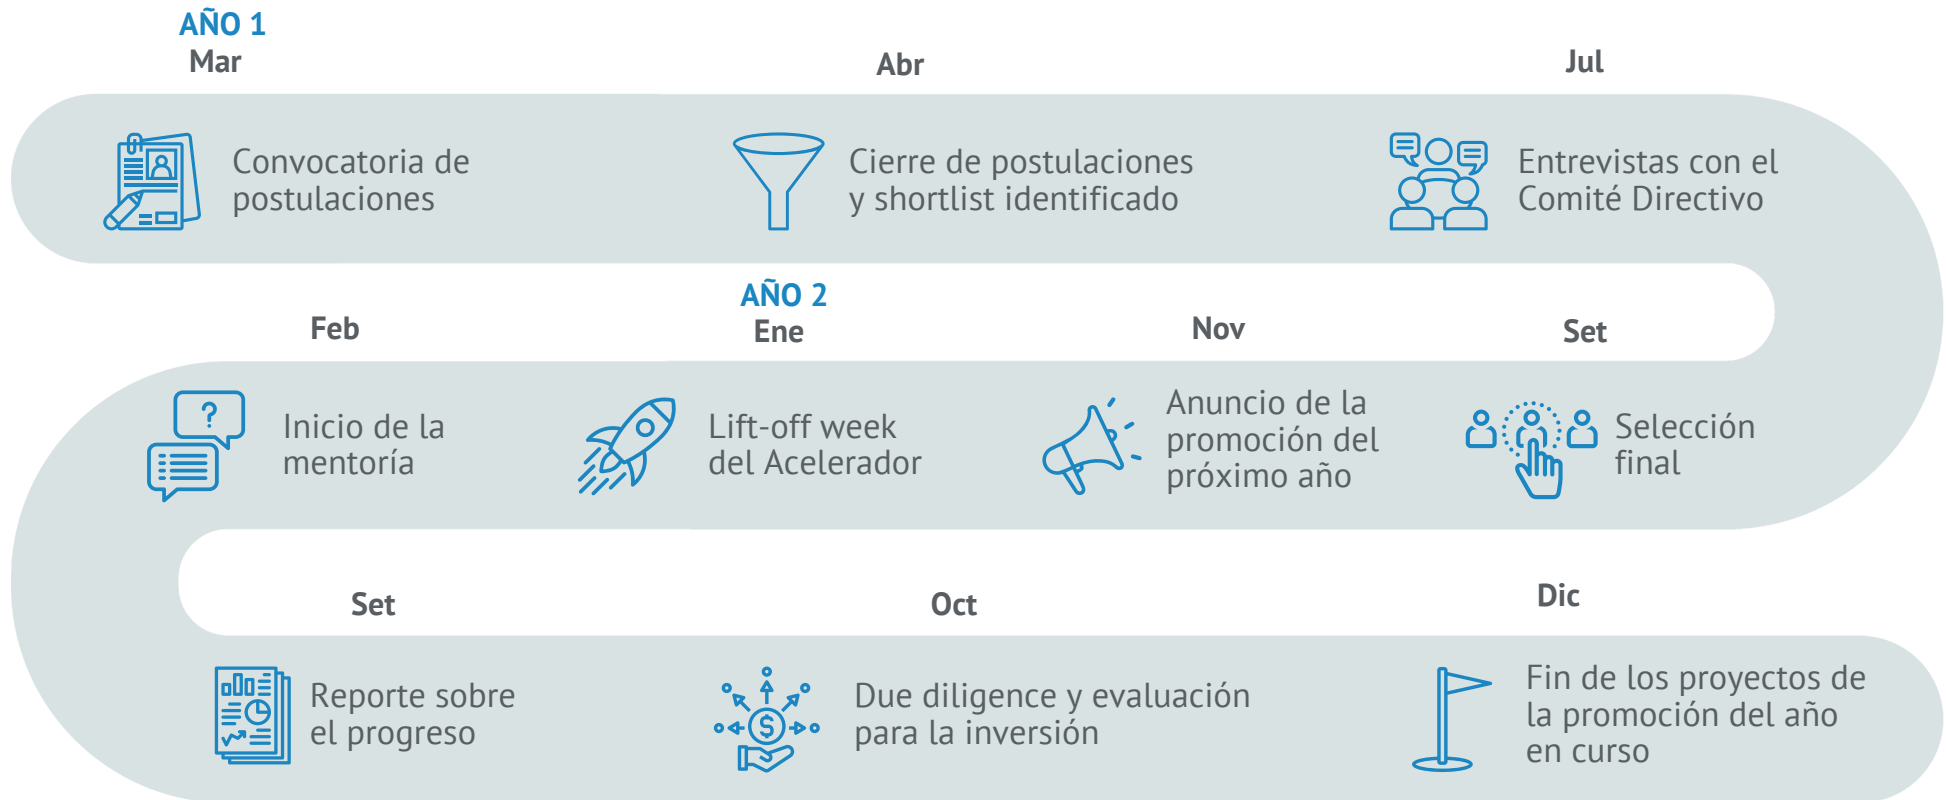 AÑO 1
Mar
Abr
Jul
Convocatoria de
postulaciones
Cierre de postulaciones
y shortlist identificado
Entrevistas con el
Comité Directivo
Feb
AÑO 2
Ene
Nov
Set
?
Inicio de la
mentoría
Lift-off week
del Acelerador
Anuncio de la
promoción del
próximo año
Selección
final
Set
Oct
Dic
Reporte sobre
el progreso
$
Due diligence y evaluación
para la inversión
Fin de los proyectos de
la promoción del año
en curso